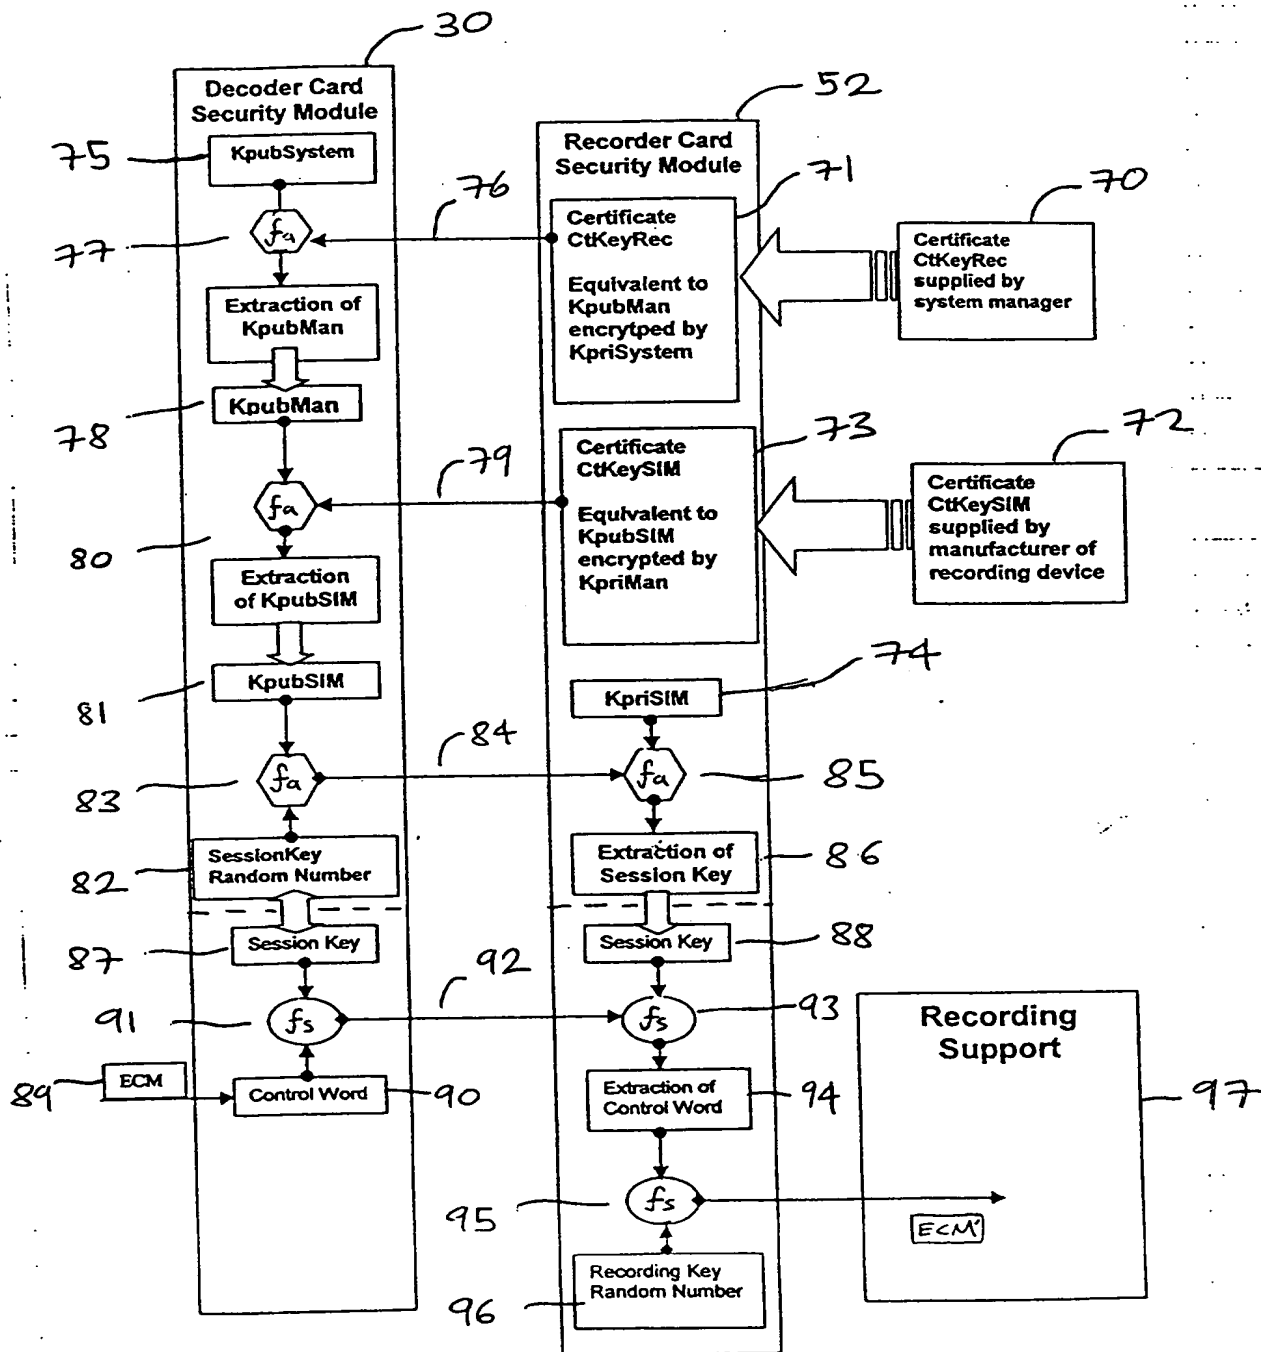 30
Decoder Card
Security Module
52
75
KpubSystem
Recorder Card
Security Module
71
70
76
77
fa
Certificate
CtKeyRec
Equivalent to
KpubMan
encrytped by
KpriSystem
Certificate
CtKeyRec
supplied by
system manager
Extraction of
KpubMan
78
KpubMan
73
72
79
fa
80
Certificate
CtKeySIM
Equivalent to
KpubSIM
encrypted by
KpriMan
Certificate
CtKeySIM
supplied by
manufacturer of
recording device
Extraction
of KpubSIM
74
81
KpubSIM
KpriSIM
84
83
fa
fa
85
82
SessionKey
Random Number
Extraction of
Session Key
86
87
Session Key
Session Key
88
92
91
fs
fs
93
Recording
Support
89
ECM
Control Word
90
Extraction of
Control Word
94
97
95
fs
ECM'
96
Recording Key
Random Number